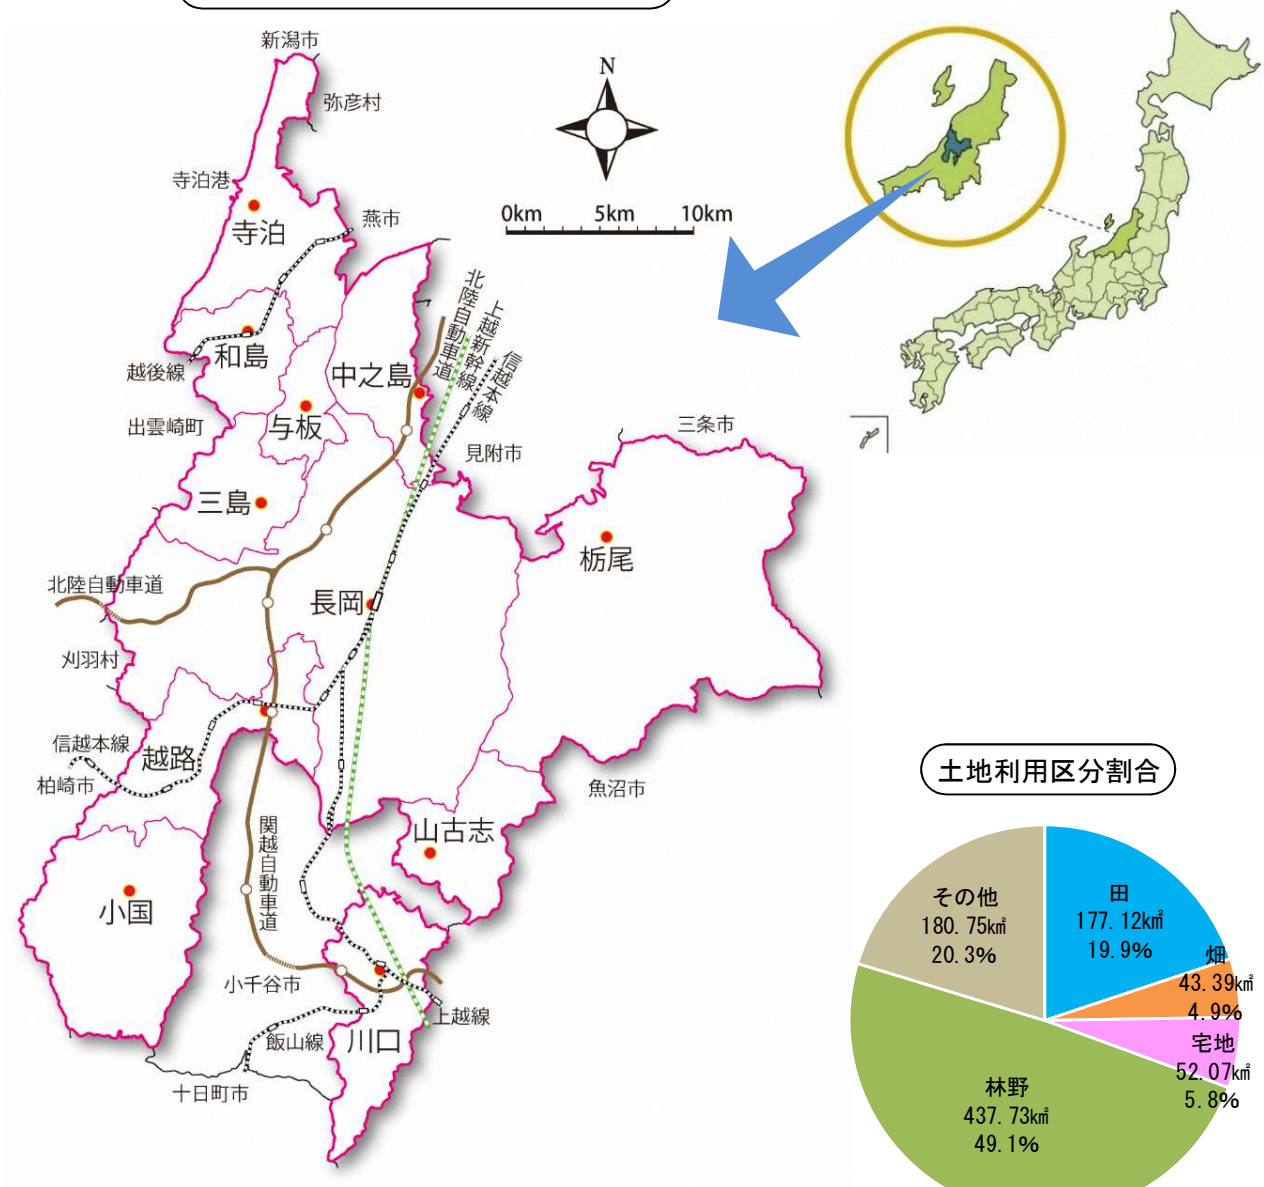 新潟市
弥彦村
寺泊港
寺泊
燕市
N
0km 5km 10km
北陸自動車道
上越新幹線
信越本線
和島
越後線
中之島
出雲崎町
与板
見附市
三条市
三島
栃尾
北陸自動車道
長岡
刈羽村
信越本線
越路
柏崎市
魚沼市
関越自動車道
山古志
小国
小千谷市
上越線
飯山線
川口
十日町市
土地利用区分割合
田
177.12㎢
19.9%
畑
43.39㎢
4.9%
宅地
52.07㎢
5.8%
林野
437.73㎢
49.1%
その他
180.75㎢
20.3%